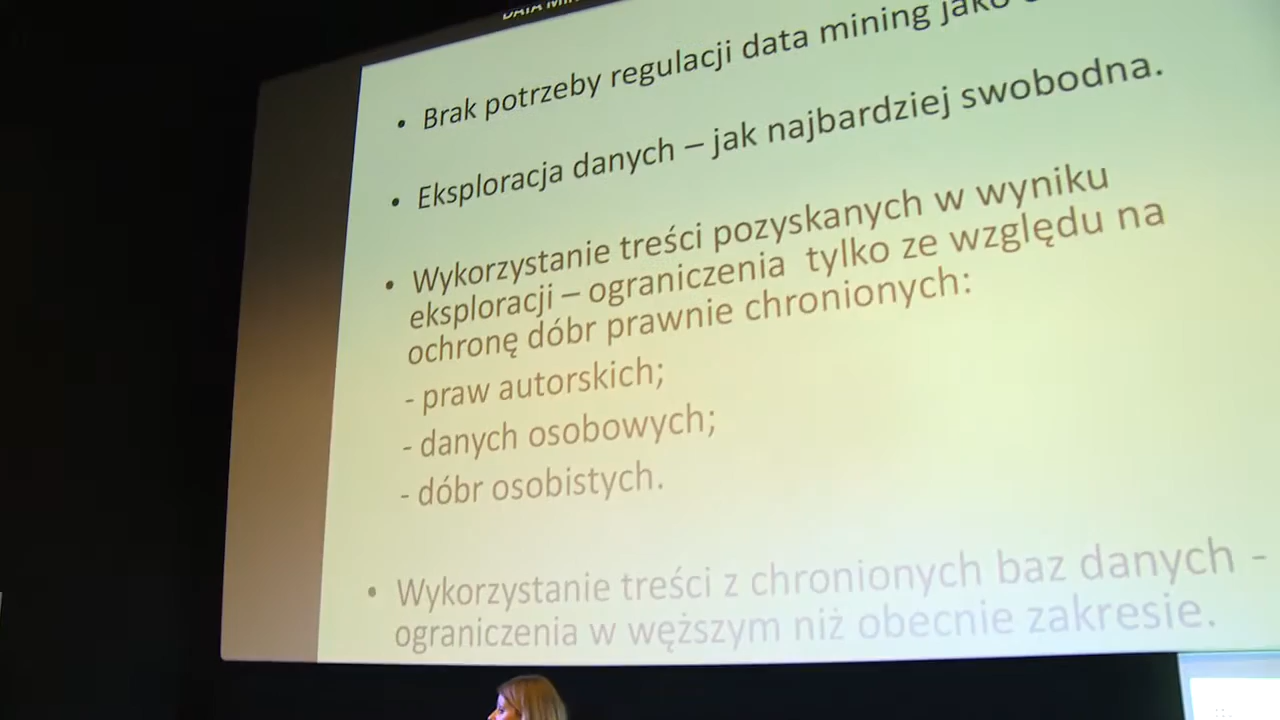 DATA
• Brak potrzeby regulacji data mining jako
• Eksploracja danych – jak najbardziej swobodna.
• Wykorzystanie treści pozyskanych w wyniku
eksploracji – ograniczenia tylko ze względu na
ochronę dóbr prawnie chronionych:
- praw autorskich;
- danych osobowych;
- dóbr osobistych.
• Wykorzystanie treści z chronionych baz danych -
ograniczenia w węższym niż obecnie zakresie.